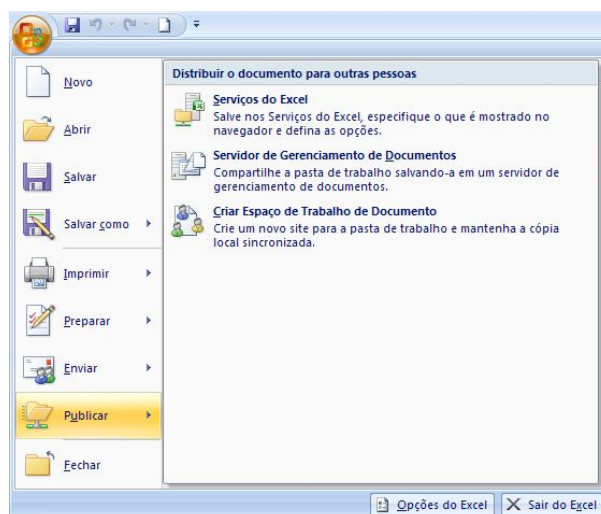 Novo
Abrir
Salvar
Salvar como
Imprimir
Preparar
Enviar
Publicar
Fechar
Distribuir o documento para outras pessoas
Serviços do Excel
Salve nos Serviços do Excel, especifique o que é mostrado no
navegador e defina as opções.
Servidor de Gerenciamento de Documentos
Compartilhe a pasta de trabalho salvando-a em um servidor de
gerenciamento de documentos.
Criar Espaço de Trabalho de Documento
Crie um novo site para a pasta de trabalho e mantenha a cópia
local sincronizada.
Opções do Excel
Sair do Excel